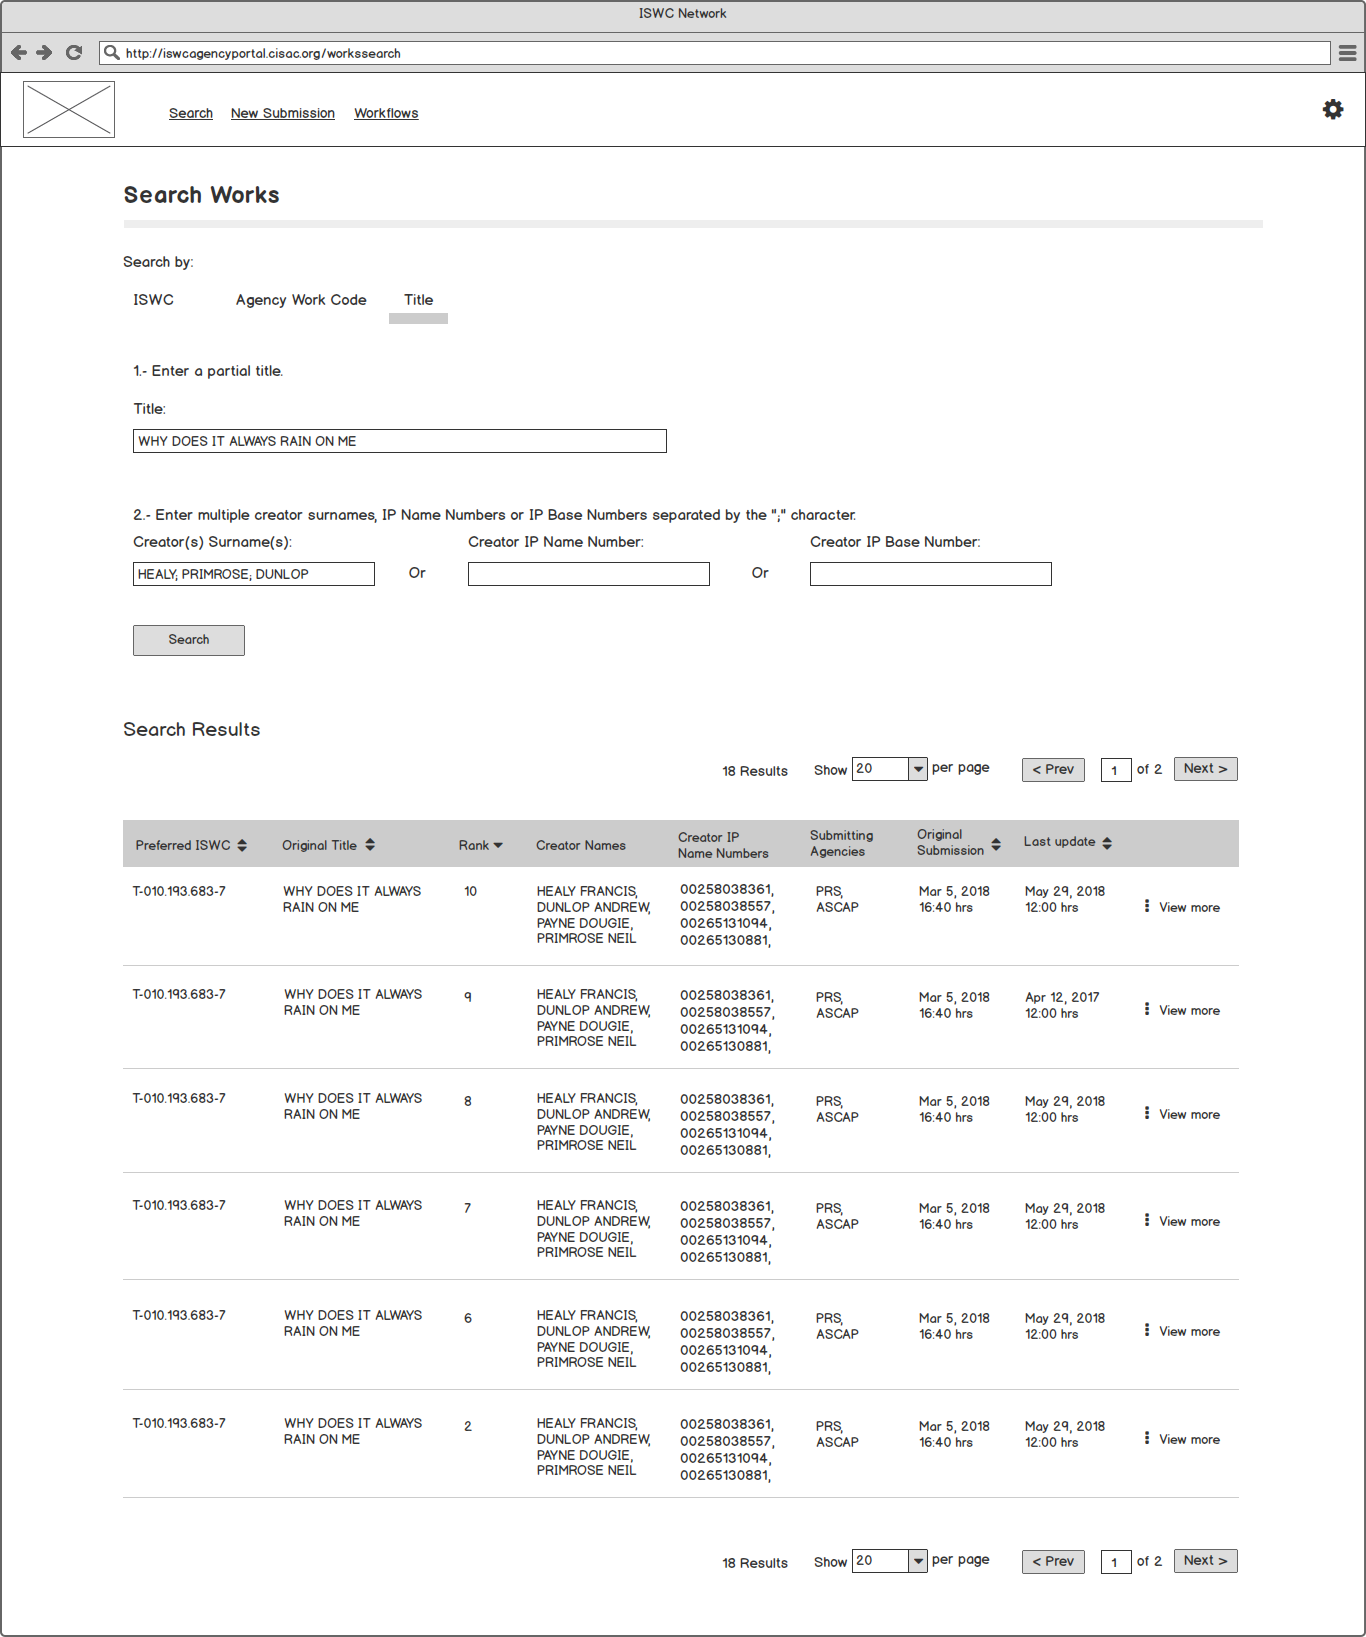 ISWC Network
http://iswcagencyportal.cisac.org/workssearch
Search New Submission Workflows
Search Works
Search by:
ISWC Agency Work Code Title
1.- Enter a partial title.
Title:
WHY DOES IT ALWAYS RAIN ON ME
2.- Enter multiple creator surnames, IP Name Numbers or IP Base Numbers separated by the ";" character.
Creator(s) Surname(s): Creator IP Name Number: Creator IP Base Number:
HEALY; PRIMROSE; DUNLOP Or Or
Search
Search Results
18 Results Show 20 per page < Prev 1 of 2 Next >
Preferred ISWC Original Title Rank Creator Names Creator IP Name Numbers Submitting Agencies Original Submission Last update
T-010.193.683-7 WHY DOES IT ALWAYS 10 HEALY FRANCIS, 00258038361, PRS, Mar 5, 2018 May 29, 2018
RAIN ON ME DUNLOP ANDREW, 00258038557, ASCAP 16:40 hrs 12:00 hrs View more
PAYNE DOUGIE, 00265131094,
PRIMROSE NEIL 00265130881,
T-010.193.683-7 WHY DOES IT ALWAYS 9 HEALY FRANCIS, 00258038361, PRS, Mar 5, 2018 Apr 12, 2017
RAIN ON ME DUNLOP ANDREW, 00258038557, ASCAP 16:40 hrs 12:00 hrs View more
PAYNE DOUGIE, 00265131094,
PRIMROSE NEIL 00265130881,
T-010.193.683-7 WHY DOES IT ALWAYS 8 HEALY FRANCIS, 00258038361, PRS, Mar 5, 2018 May 29, 2018
RAIN ON ME DUNLOP ANDREW, 00258038557, ASCAP 16:40 hrs 12:00 hrs View more
PAYNE DOUGIE, 00265131094,
PRIMROSE NEIL 00265130881,
T-010.193.683-7 WHY DOES IT ALWAYS 7 HEALY FRANCIS, 00258038361, PRS, Mar 5, 2018 May 29, 2018
RAIN ON ME DUNLOP ANDREW, 00258038557, ASCAP 16:40 hrs 12:00 hrs View more
PAYNE DOUGIE, 00265131094,
PRIMROSE NEIL 00265130881,
T-010.193.683-7 WHY DOES IT ALWAYS 6 HEALY FRANCIS, 00258038361, PRS, Mar 5, 2018 May 29, 2018
RAIN ON ME DUNLOP ANDREW, 00258038557, ASCAP 16:40 hrs 12:00 hrs View more
PAYNE DOUGIE, 00265131094,
PRIMROSE NEIL 00265130881,
T-010.193.683-7 WHY DOES IT ALWAYS 2 HEALY FRANCIS, 00258038361, PRS, Mar 5, 2018 May 29, 2018
RAIN ON ME DUNLOP ANDREW, 00258038557, ASCAP 16:40 hrs 12:00 hrs View more
PAYNE DOUGIE, 00265131094,
PRIMROSE NEIL 00265130881,
18 Results Show 20 per page < Prev 1 of 2 Next >